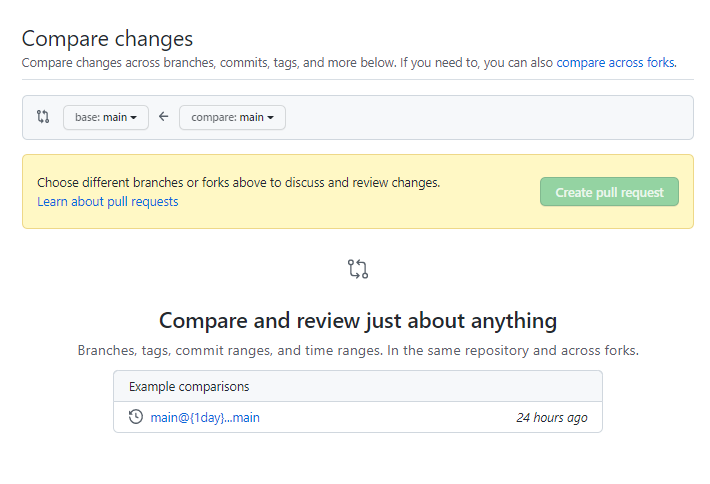 Compare changes
Compare changes across branches, commits, tags, and more below. If you need to, you can also compare across forks.
base: main compare: main
Choose different branches or forks above to discuss and review changes.
Learn about pull requests
Create pull request
Compare and review just about anything
Branches, tags, commit ranges, and time ranges. In the same repository and across forks.
Example comparisons
main@{1day}...main 24 hours ago